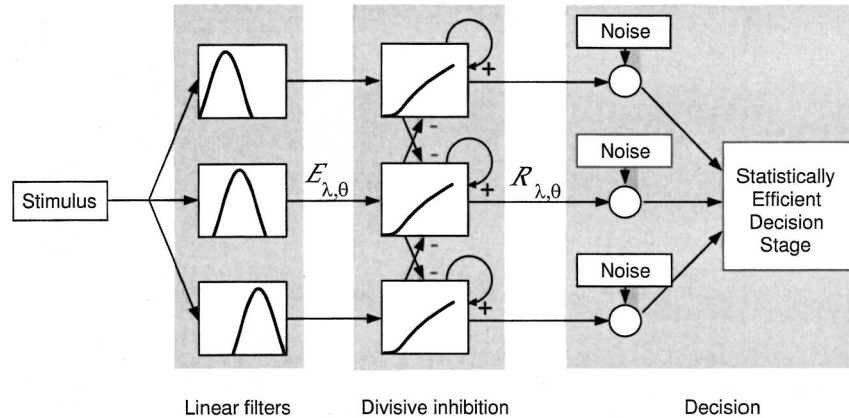 Noise
+
-
-
Noise
Stimulus
E λ,θ
+
R λ,θ
Statistically
Efficient
Decision
Stage
-
-
Noise
+
Linear filters
Divisive inhibition
Decision